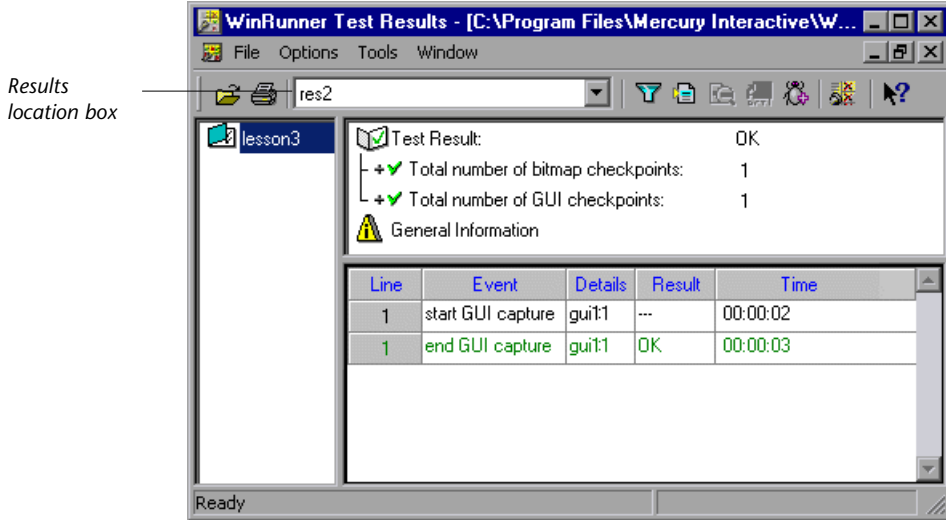 WinRunner Test Results - [C:\Program Files\Mercury Interactive\W...
File Options Tools Window
Results
location box
res2
lesson3
Test Result: OK
Total number of bitmap checkpoints: 1
Total number of GUI checkpoints: 1
General Information
Line Event Details Result Time
1 start GUI capture gui1:1 --- 00:00:02
1 end GUI capture gui1:1 OK 00:00:03
Ready